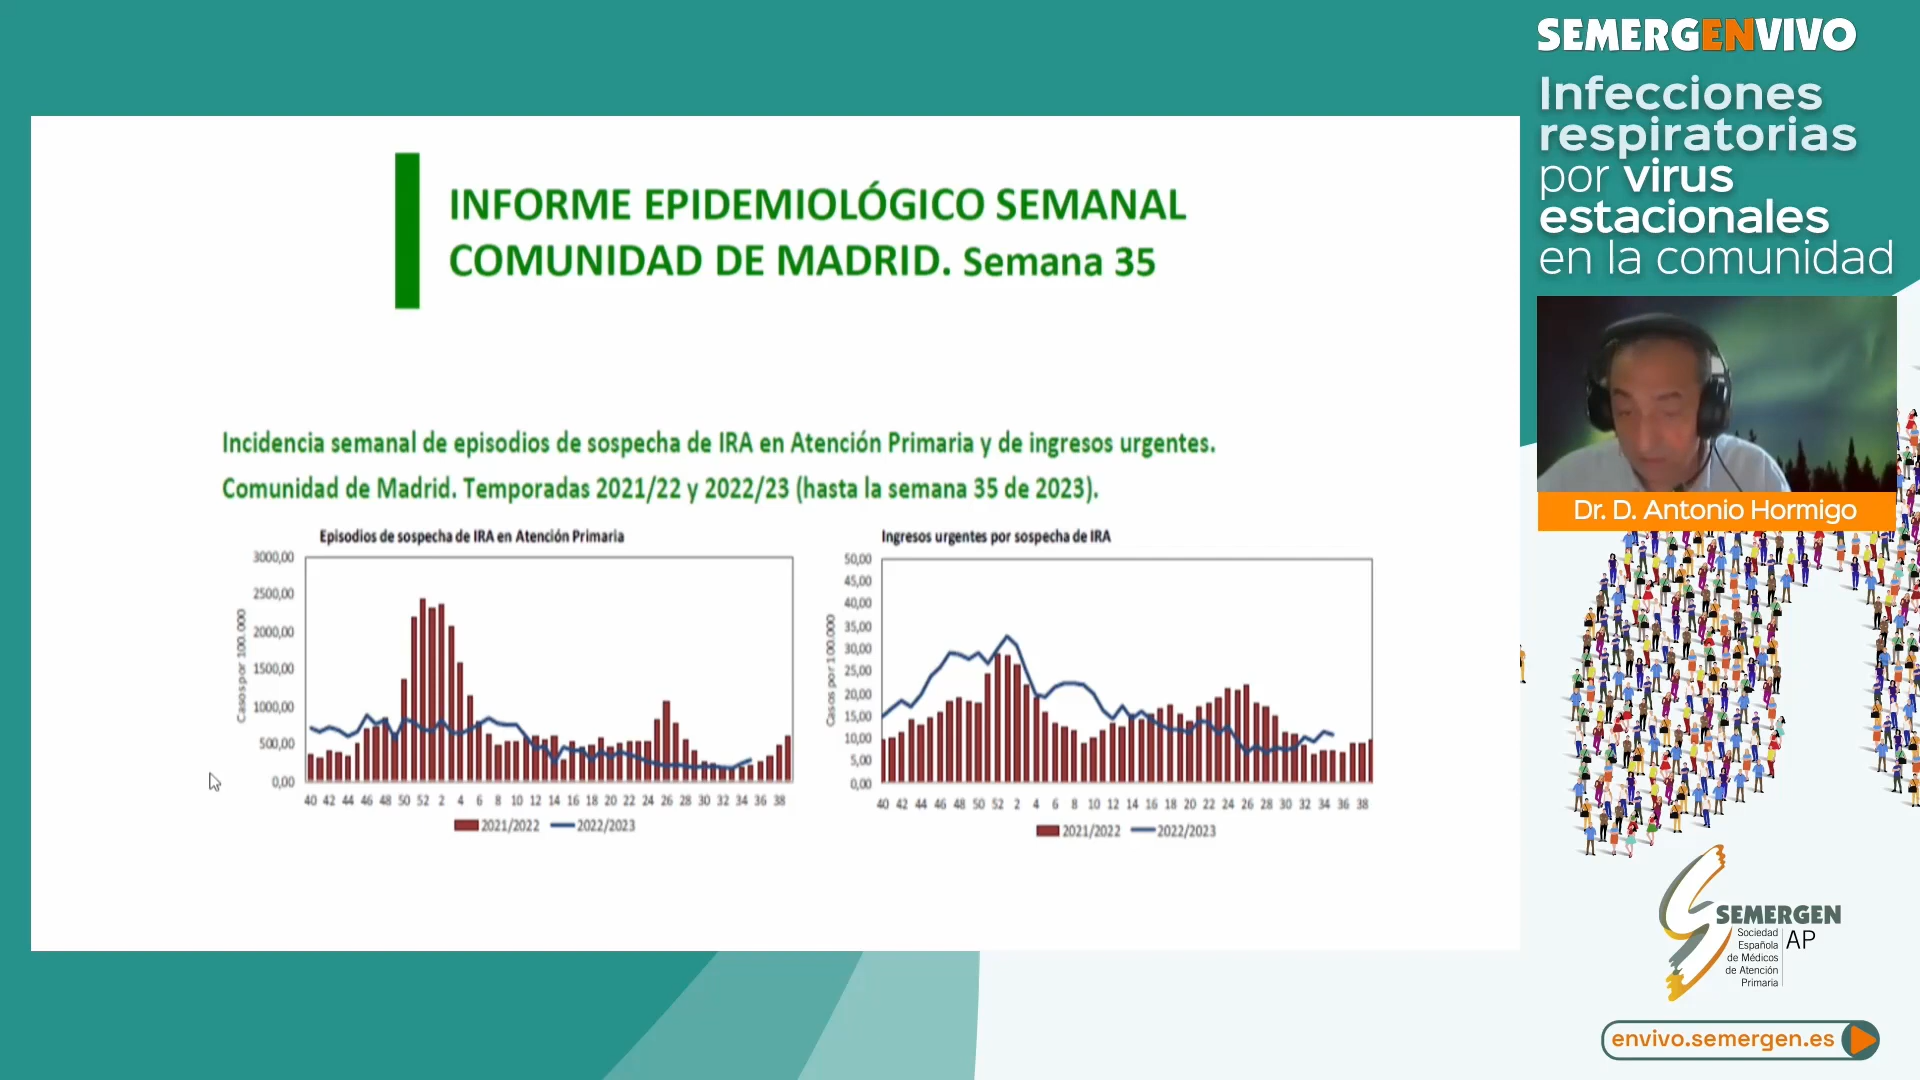 SEMERGENVIVO
Infecciones
respiratorias
por virus
estacionales
en la comunidad
Dr. D. Antonio Hormigo
INFORME EPIDEMIOLÓGICO SEMANAL
COMUNIDAD DE MADRID. Semana 35
Incidencia semanal de episodios de sospecha de IRA en Atención Primaria y de ingresos urgentes.
Comunidad de Madrid. Temporadas 2021/22 y 2022/23 (hasta la semana 35 de 2023).
Episodios de sospecha de IRA en Atención Primaria
Casos por 100.000
3000,00
2500,00
2000,00
1500,00
1000,00
500,00
0,00
40 42 44 46 48 50 52 2 4 6 8 10 12 14 16 18 20 22 24 26 28 30 32 34 36 38
2021/2022 2022/2023
Ingresos urgentes por sospecha de IRA
Casos por 100.000
50,00
45,00
40,00
35,00
30,00
25,00
20,00
15,00
10,00
5,00
0,00
40 42 44 46 48 50 52 2 4 6 8 10 12 14 16 18 20 22 24 26 28 30 32 34 36 38
2021/2022 2022/2023
SEMERGEN
Sociedad
Española
de Médicos
de Atención
Primaria
AP
envivo.semergen.es